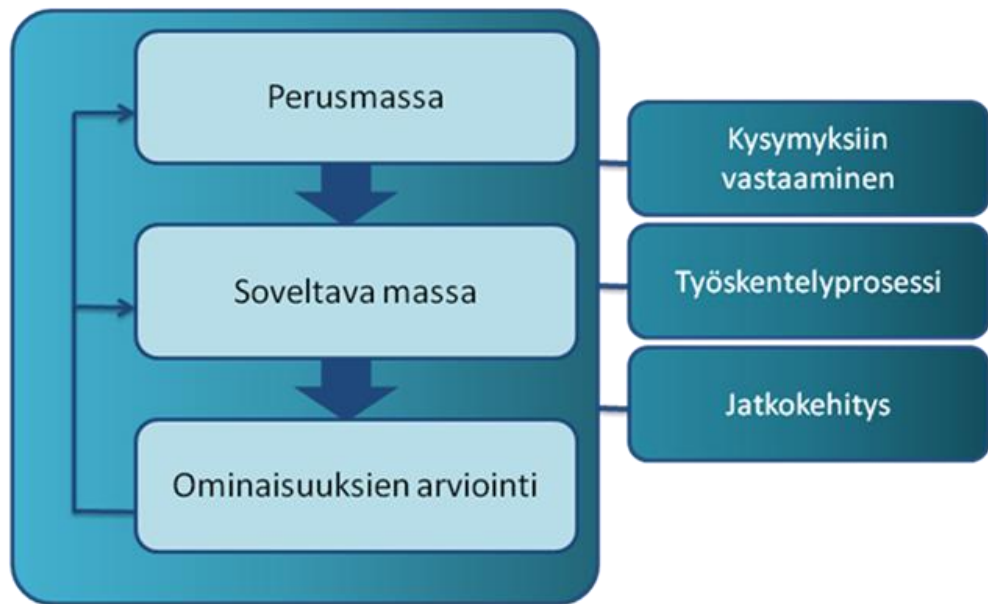 Perusmassa
Soveltava massa
Ominaisuuksien arviointi
Kysymyksiin
vastaaminen
Työskentelyprosessi
Jatkokehitys